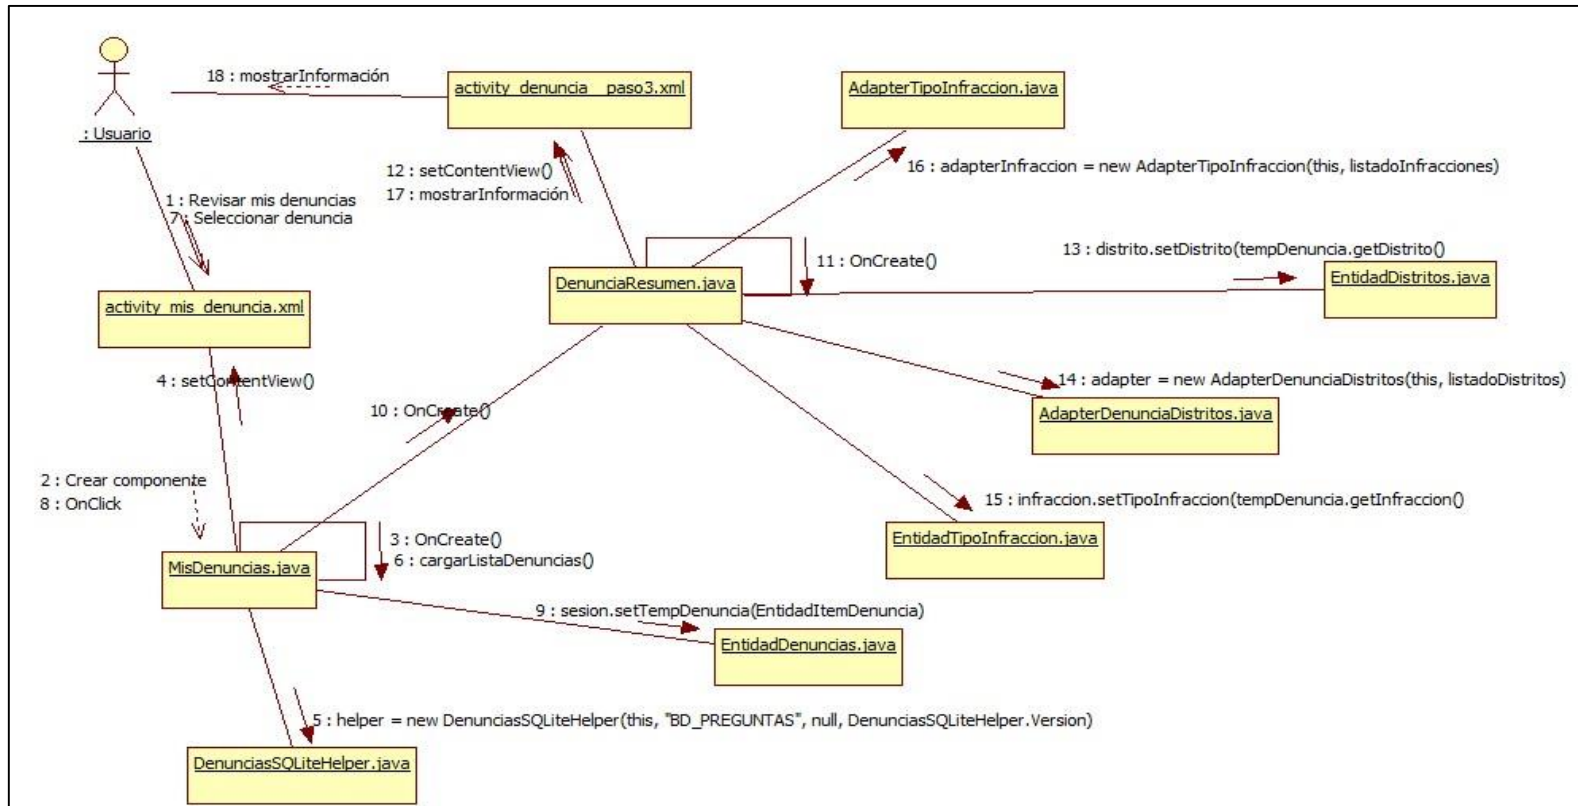 18 : mostrarInformación
activity_denuncia__paso3.xml
AdapterTipoInfraccion.java
: Usuario
12 : setContentView()
17 : mostrarInformación
16 : adapterInfraccion = new AdapterTipoInfraccion(this, listadoInfracciones)
1 : Revisar mis denuncias
7 : Seleccionar denuncia
11 : OnCreate()
13 : distrito.setDistrito(tempDenuncia.getDistrito()
DenunciaResumen.java
EntidadDistritos.java
activity_mis_denuncia.xml
4 : setContentView()
14 : adapter = new AdapterDenunciaDistritos(this, listadoDistritos)
10 : OnCreate()
AdapterDenunciaDistritos.java
2 : Crear componente
8 : OnClick
15 : infraccion.setTipoInfraccion(tempDenuncia.getInfraccion()
3 : OnCreate()
6 : cargarListaDenuncias()
EntidadTipoInfraccion.java
MisDenuncias.java
9 : sesion.setTempDenuncia(EntidadItemDenuncia)
EntidadDenuncias.java
5 : helper = new DenunciasSQLiteHelper(this, "BD_PREGUNTAS", null, DenunciasSQLiteHelper.Version)
DenunciasSQLiteHelper.java